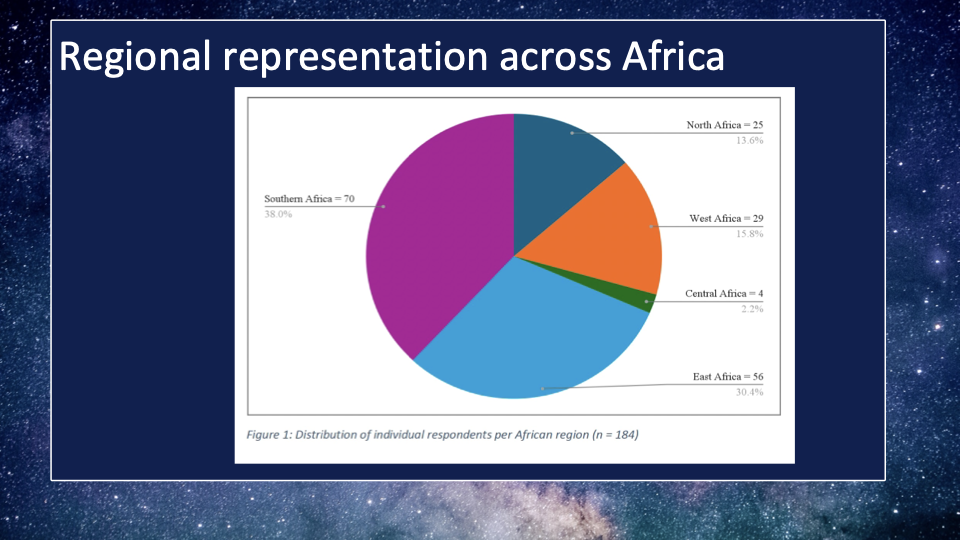 Regional representation across Africa
North Africa = 25
13.6%
Southern Africa = 70
38.0%
West Africa = 29
15.8%
Central Africa = 4
2.2%
East Africa = 56
30.4%
Figure 1: Distribution of individual respondents per African region (n = 184)